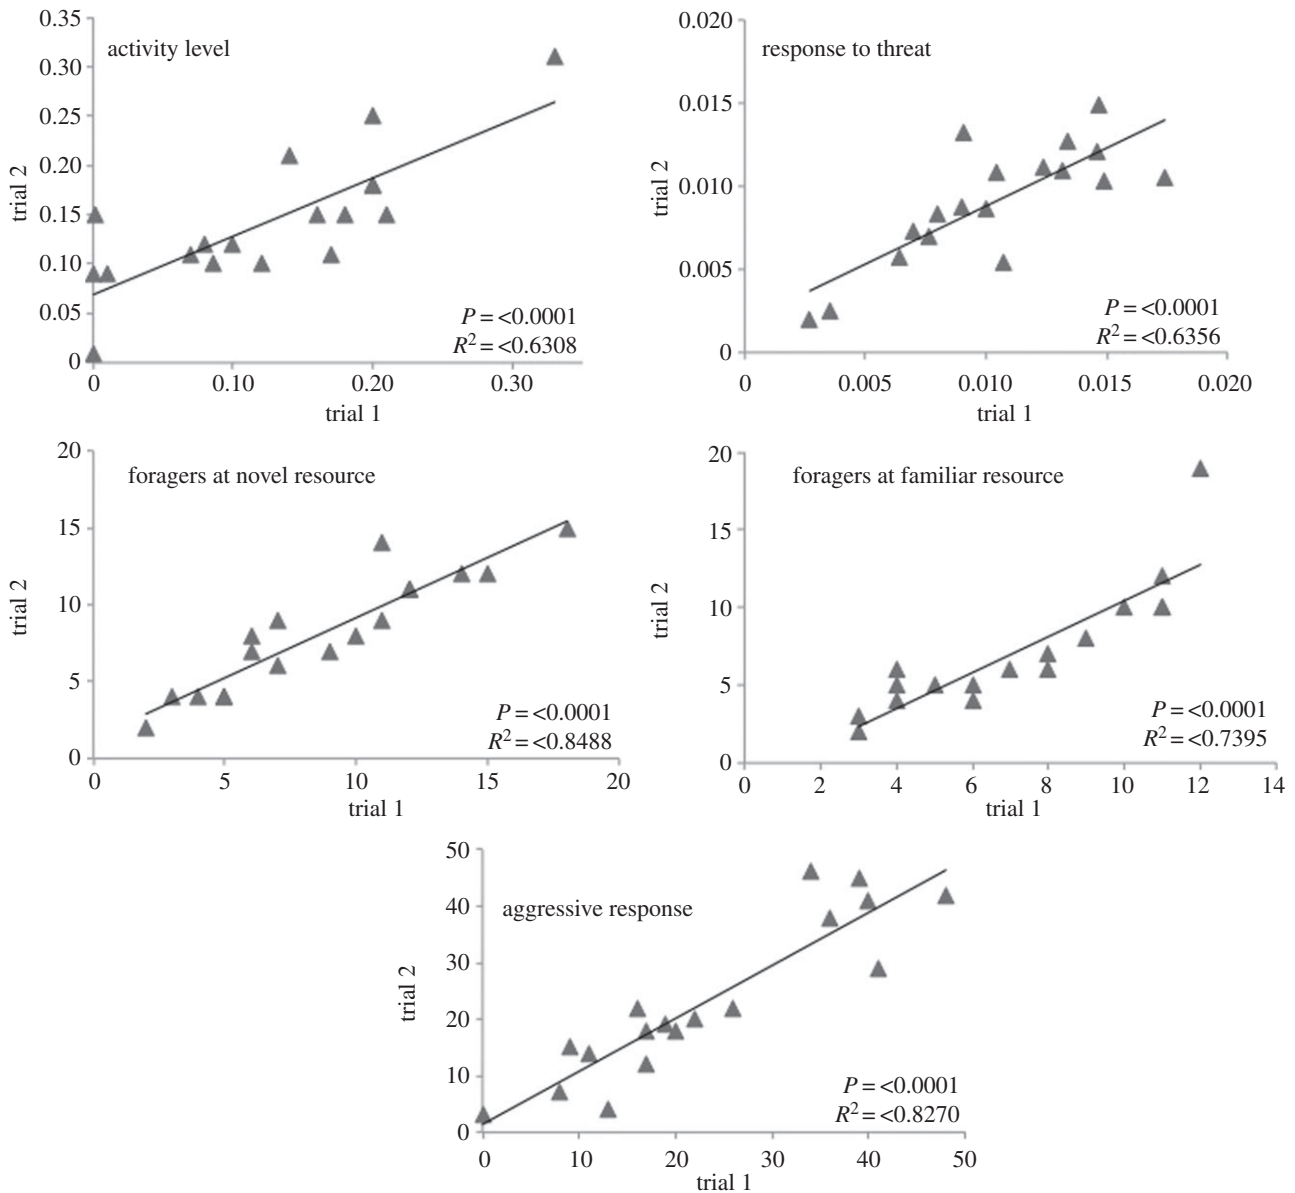 0.35
activity level
0.30
0.25
0.20
trial 2
0.15
0.10
0.05
P = <0.0001
R² = <0.6308
0
0 0.10 0.20 0.30
trial 1
0.020
response to threat
0.015
trial 2
0.010
0.005
P = <0.0001
R² = <0.6356
0
0 0.005 0.010 0.015 0.020
trial 1
20
foragers at novel resource
15
trial 2
10
5
P = <0.0001
R² = <0.8488
0
0 5 10 15 20
trial 1
20
foragers at familiar resource
15
trial 2
10
5
P = <0.0001
R² = <0.7395
0
0 2 4 6 8 10 12 14
trial 1
50
aggressive response
40
30
trial 2
20
10
P = <0.0001
R² = <0.8270
0
0 10 20 30 40 50
trial 1